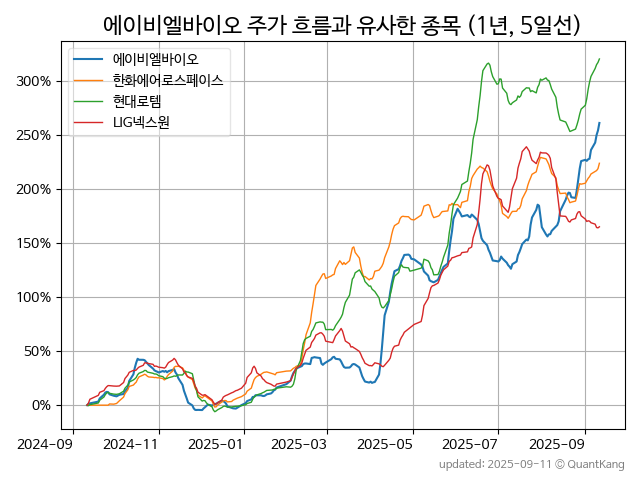 에이비엘바이오 주가 흐름과 유사한 종목 (1년, 5일선)
에이비엘바이오
한화에어로스페이스
현대로템
LIG넥스원
300%
250%
200%
150%
100%
50%
0%
2024-09 2024-11 2025-01 2025-03 2025-05 2025-07 2025-09
updated: 2025-09-11 © QuantKang